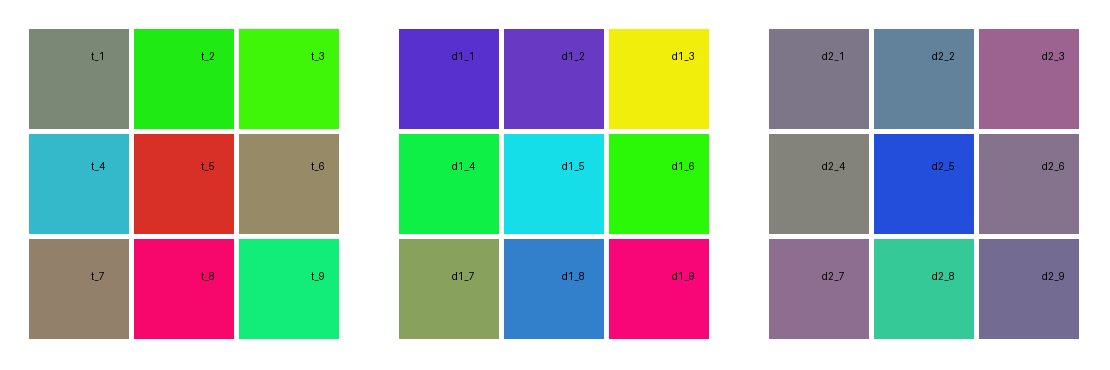 t_1 t_2 t_3 d1_1 d1_2 d1_3 d2_1 d2_2 d2_3
t_4 t_5 t_6 d1_4 d1_5 d1_6 d2_4 d2_5 d2_6
t_7 t_8 t_9 d1_7 d1_8 d1_9 d2_7 d2_8 d2_9